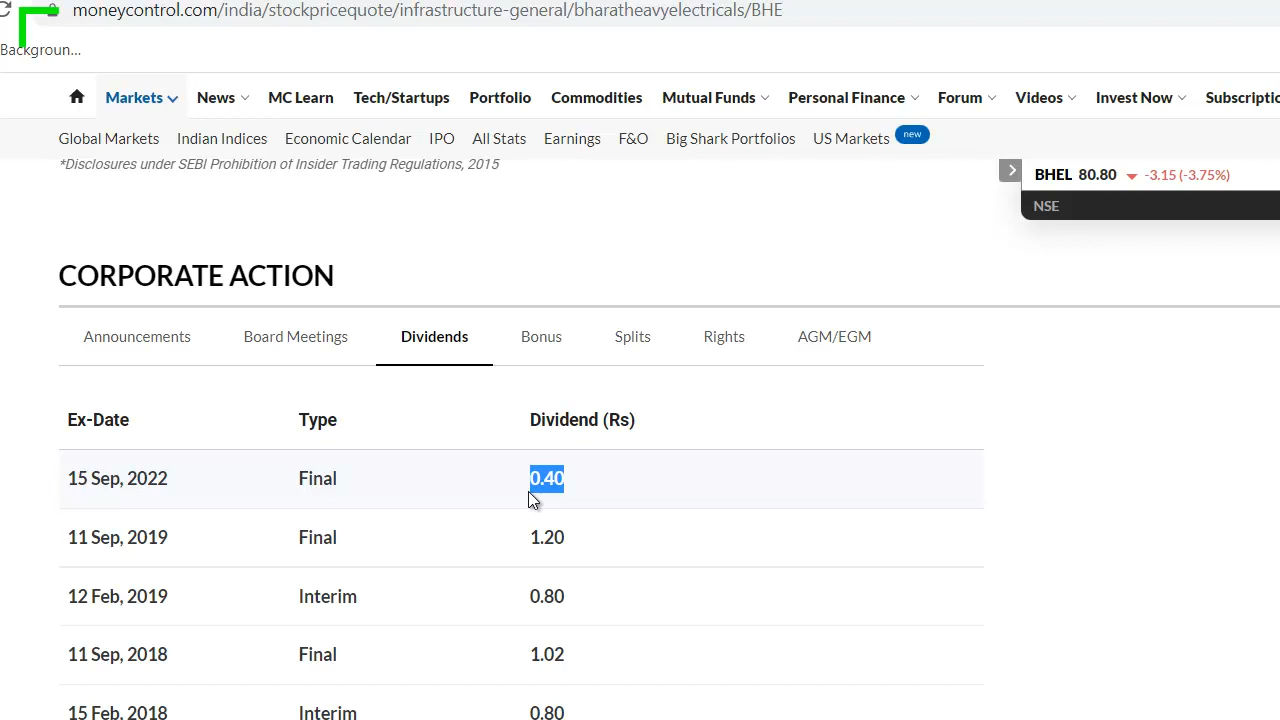 moneycontrol.com/india/stockpricequote/infrastructure-general/bharatheavyelectricals/BHE
Backgroun...
Markets News MC Learn Tech/Startups Portfolio Commodities Mutual Funds Personal Finance Forum Videos Invest Now Subscriptio
Global Markets Indian Indices Economic Calendar IPO All Stats Earnings F&O Big Shark Portfolios US Markets new
*Disclosures under SEBI Prohibition of Insider Trading Regulations, 2015
BHEL 80.80 -3.15 (-3.75%)
NSE
CORPORATE ACTION
Announcements Board Meetings Dividends Bonus Splits Rights AGM/EGM
Ex-Date Type Dividend (Rs)
15 Sep, 2022 Final 0.40
11 Sep, 2019 Final 1.20
12 Feb, 2019 Interim 0.80
11 Sep, 2018 Final 1.02
15 Feb, 2018 Interim 0.80